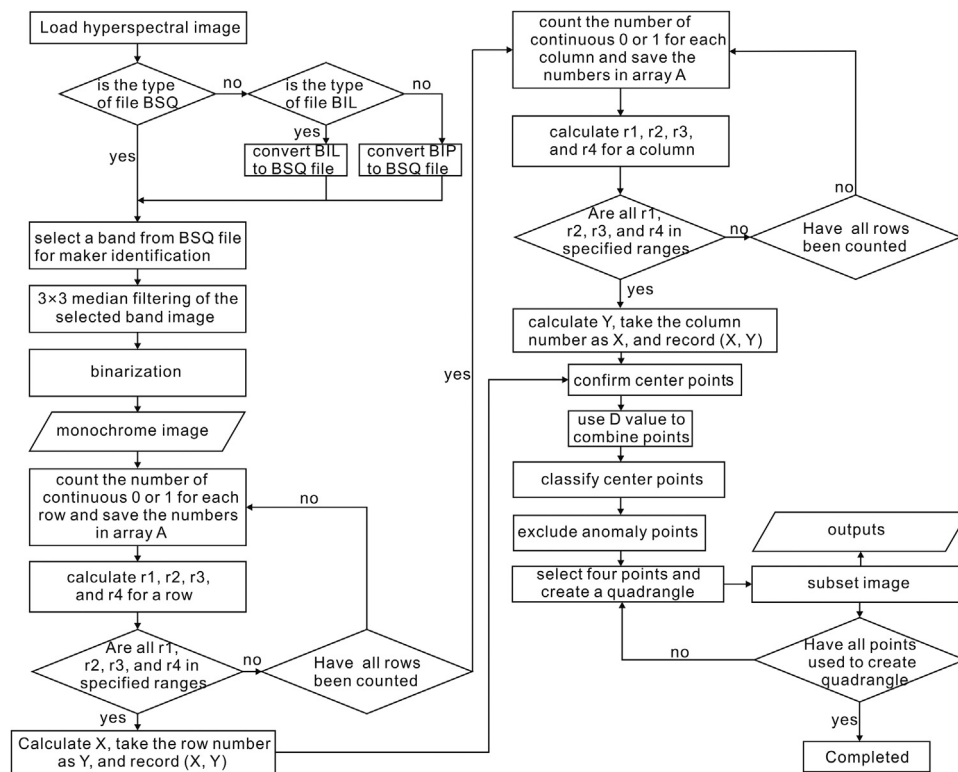 Load hyperspectral image
is the type
of file BSQ
no
is the type
of file BIL
no
yes
yes
convert BIL
to BSQ file
convert BIP
to BSQ file
select a band from BSQ file
for maker identification
3×3 median filtering of the
selected band image
binarization
monochrome image
count the number of
continuous 0 or 1 for each
row and save the numbers
in array A
no
calculate r1, r2, r3,
and r4 for a row
Are all r1,
r2, r3, and r4 in
specified ranges
no
Have all rows
been counted
yes
yes
Calculate X, take the row number
as Y, and record (X, Y)
count the number of
continuous 0 or 1 for each
column and save the
numbers in array A
calculate r1, r2, r3,
and r4 for a column
no
Are all r1,
r2, r3, and r4 in
specified ranges
no
Have all rows
been counted
yes
calculate Y, take the column
number as X, and record (X, Y)
confirm center points
use D value to
combine points
classify center points
exclude anomaly points
select four points and
create a quadrangle
outputs
subset image
no
Have all points
used to create
quadrangle
yes
Completed